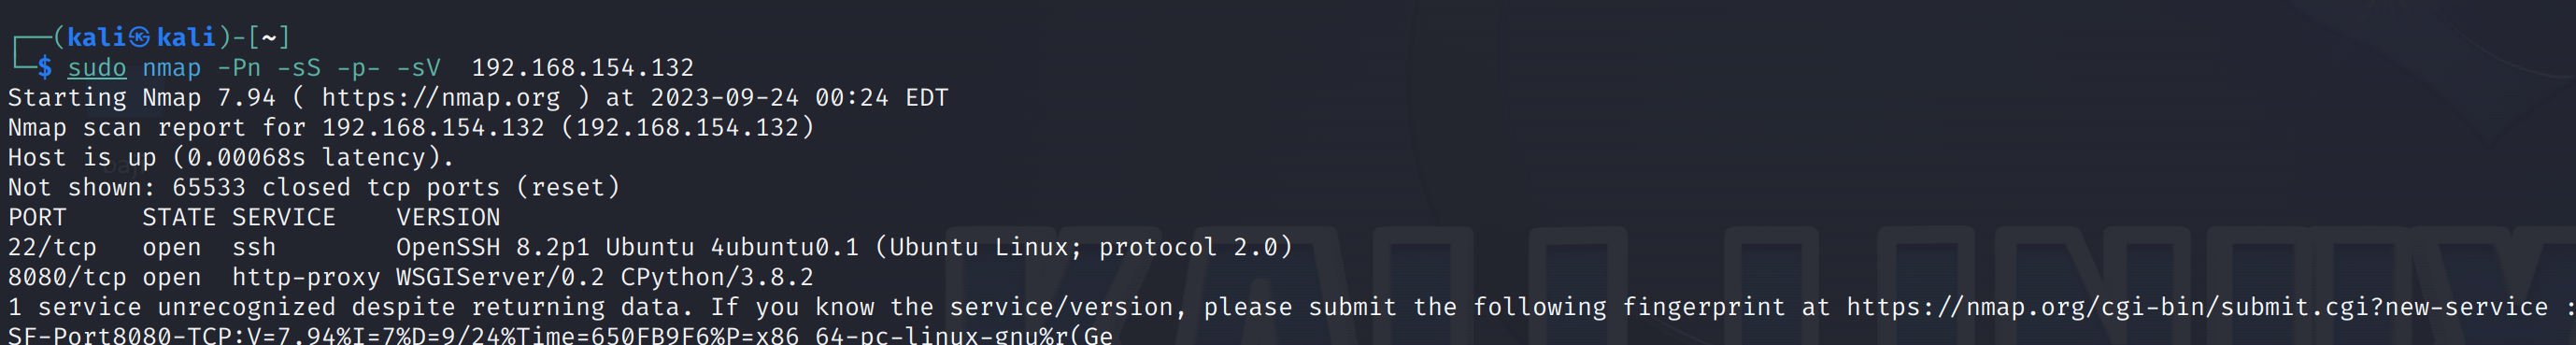 ┌──(kali㉿kali)-[~]
└─$ sudo nmap -Pn -sS -p- -sV  192.168.154.132
Starting Nmap 7.94 ( https://nmap.org ) at 2023-09-24 00:24 EDT
Nmap scan report for 192.168.154.132 (192.168.154.132)
Host is up (0.00068s latency).
Not shown: 65533 closed tcp ports (reset)
PORT     STATE SERVICE    VERSION
22/tcp   open  ssh        OpenSSH 8.2p1 Ubuntu 4ubuntu0.1 (Ubuntu Linux; protocol 2.0)
8080/tcp open  http-proxy WSGIServer/0.2 CPython/3.8.2
1 service unrecognized despite returning data. If you know the service/version, please submit the following fingerprint at https://nmap.org/cgi-bin/submit.cgi?new-service :
SF-Port8080-TCP:V=7.94%I=7%D=9/24%Time=650FB9F6%P=x86_64-pc-linux-gnu%r(Ge